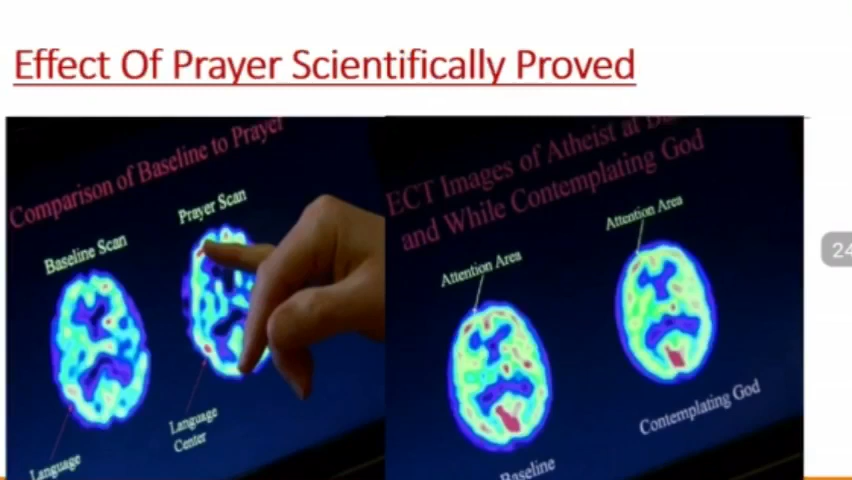 Effect Of Prayer Scientifically Proved
Comparison of Baseline to Prayer
Baseline Scan
Prayer Scan
Language
Language
Center
ECT Images of Atheist at
and While Contemplating God
Attention Area
Attention Area
Baseline
Contemplating God
24